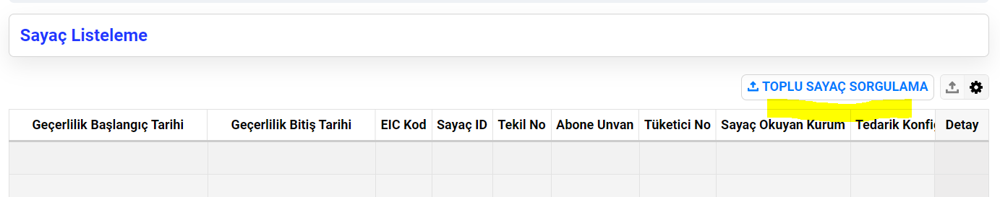 Sayaç Listeleme
TOPLU SAYAÇ SORGULAMA
Geçerlilik Başlangıç Tarihi Geçerlilik Bitiş Tarihi EIC Kod Sayaç ID Tekil No Abone Unvan Tüketici No Sayaç Okuyan Kurum Tedarik Konfi Detay